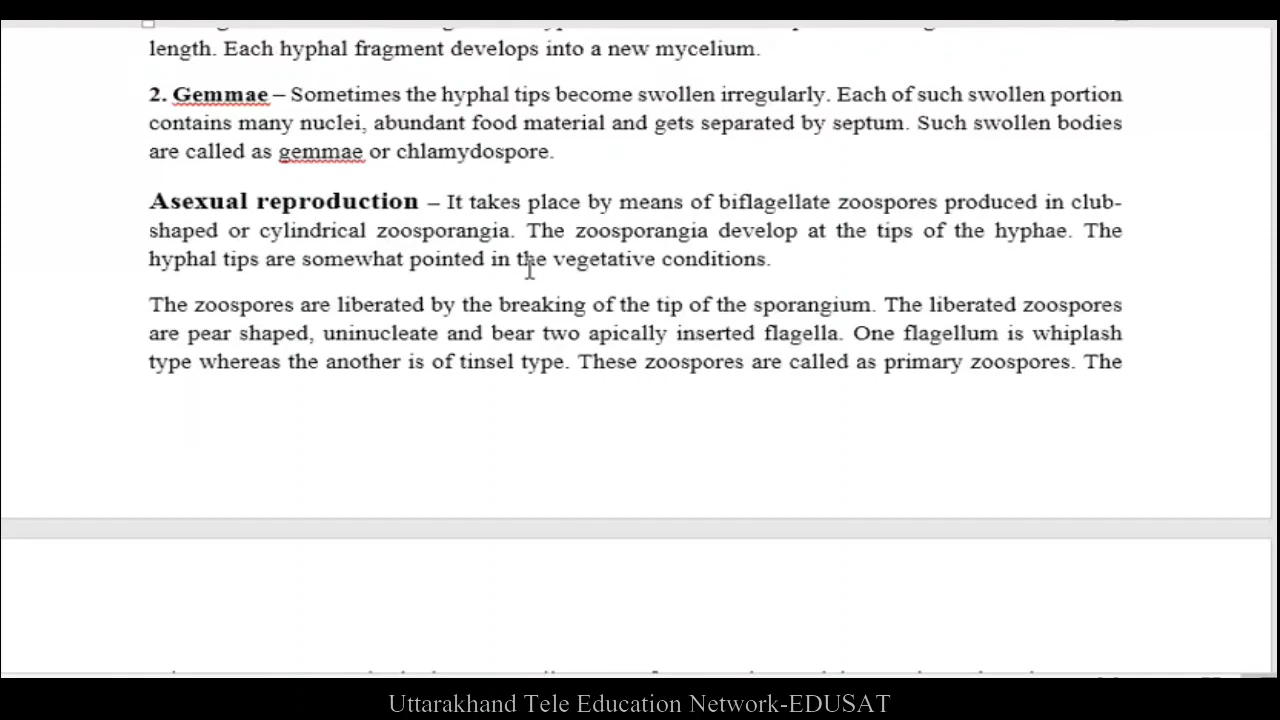 length. Each hyphal fragment develops into a new mycelium.
2. Gemmae – Sometimes the hyphal tips become swollen irregularly. Each of such swollen portion
contains many nuclei, abundant food material and gets separated by septum. Such swollen bodies
are called as gemmae or chlamydospore.
Asexual reproduction – It takes place by means of biflagellate zoospores produced in club-
shaped or cylindrical zoosporangia. The zoosporangia develop at the tips of the hyphae. The
hyphal tips are somewhat pointed in the vegetative conditions.
The zoospores are liberated by the breaking of the tip of the sporangium. The liberated zoospores
are pear shaped, uninucleate and bear two apically inserted flagella. One flagellum is whiplash
type whereas the another is of tinsel type. These zoospores are called as primary zoospores. The
Uttarakhand Tele Education Network-EDUSAT